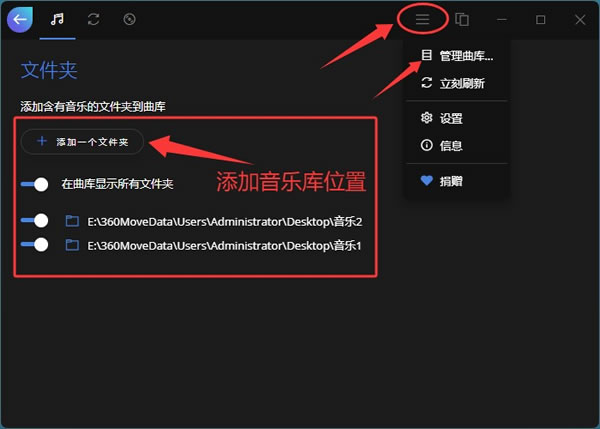 文件夹
添加含有音乐的文件夹到曲库
添加一个文件夹
在曲库显示所有文件夹
E:\360MoveData\Users\Administrator\Desktop\音乐2
E:\360MoveData\Users\Administrator\Desktop\音乐1
添加音乐库位置
管理曲库...
立刻刷新
设置
信息
捐赠